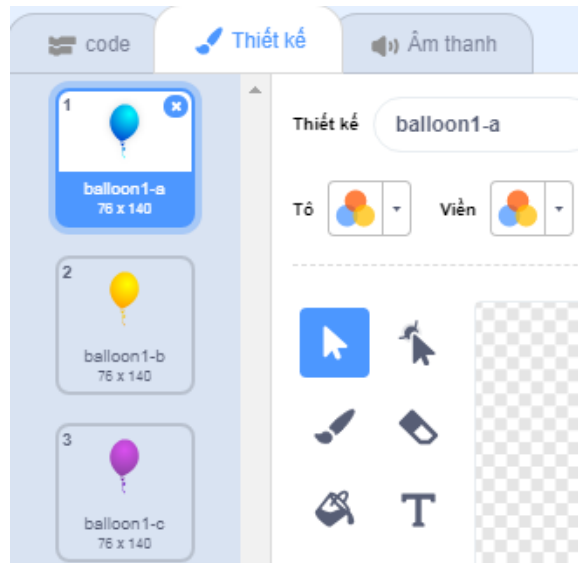 code
Thiết kế
Âm thanh
1
balloon1-a
76 x 140
2
balloon1-b
76 x 140
3
balloon1-c
76 x 140
Thiết kế
balloon1-a
Tô
Viền
T